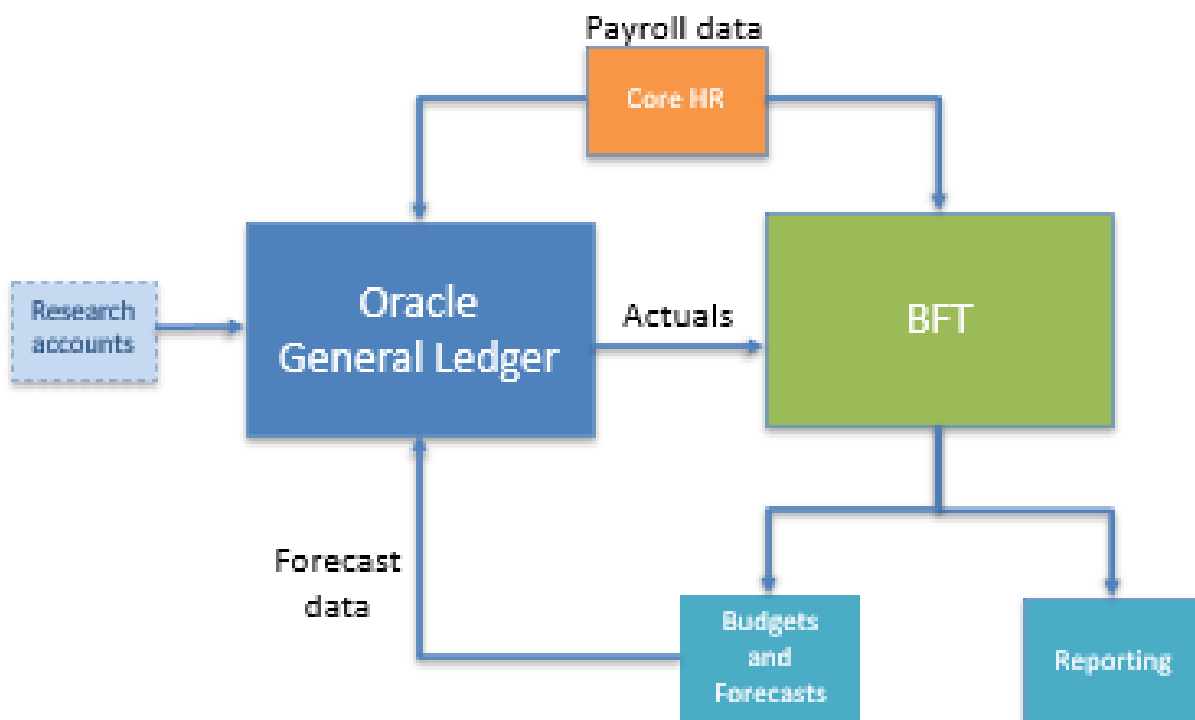 Payroll data
Core HR
Oracle
General Ledger
Research
accounts
Actuals
BFT
Forecast
data
Budgets
and
Forecasts
Reporting